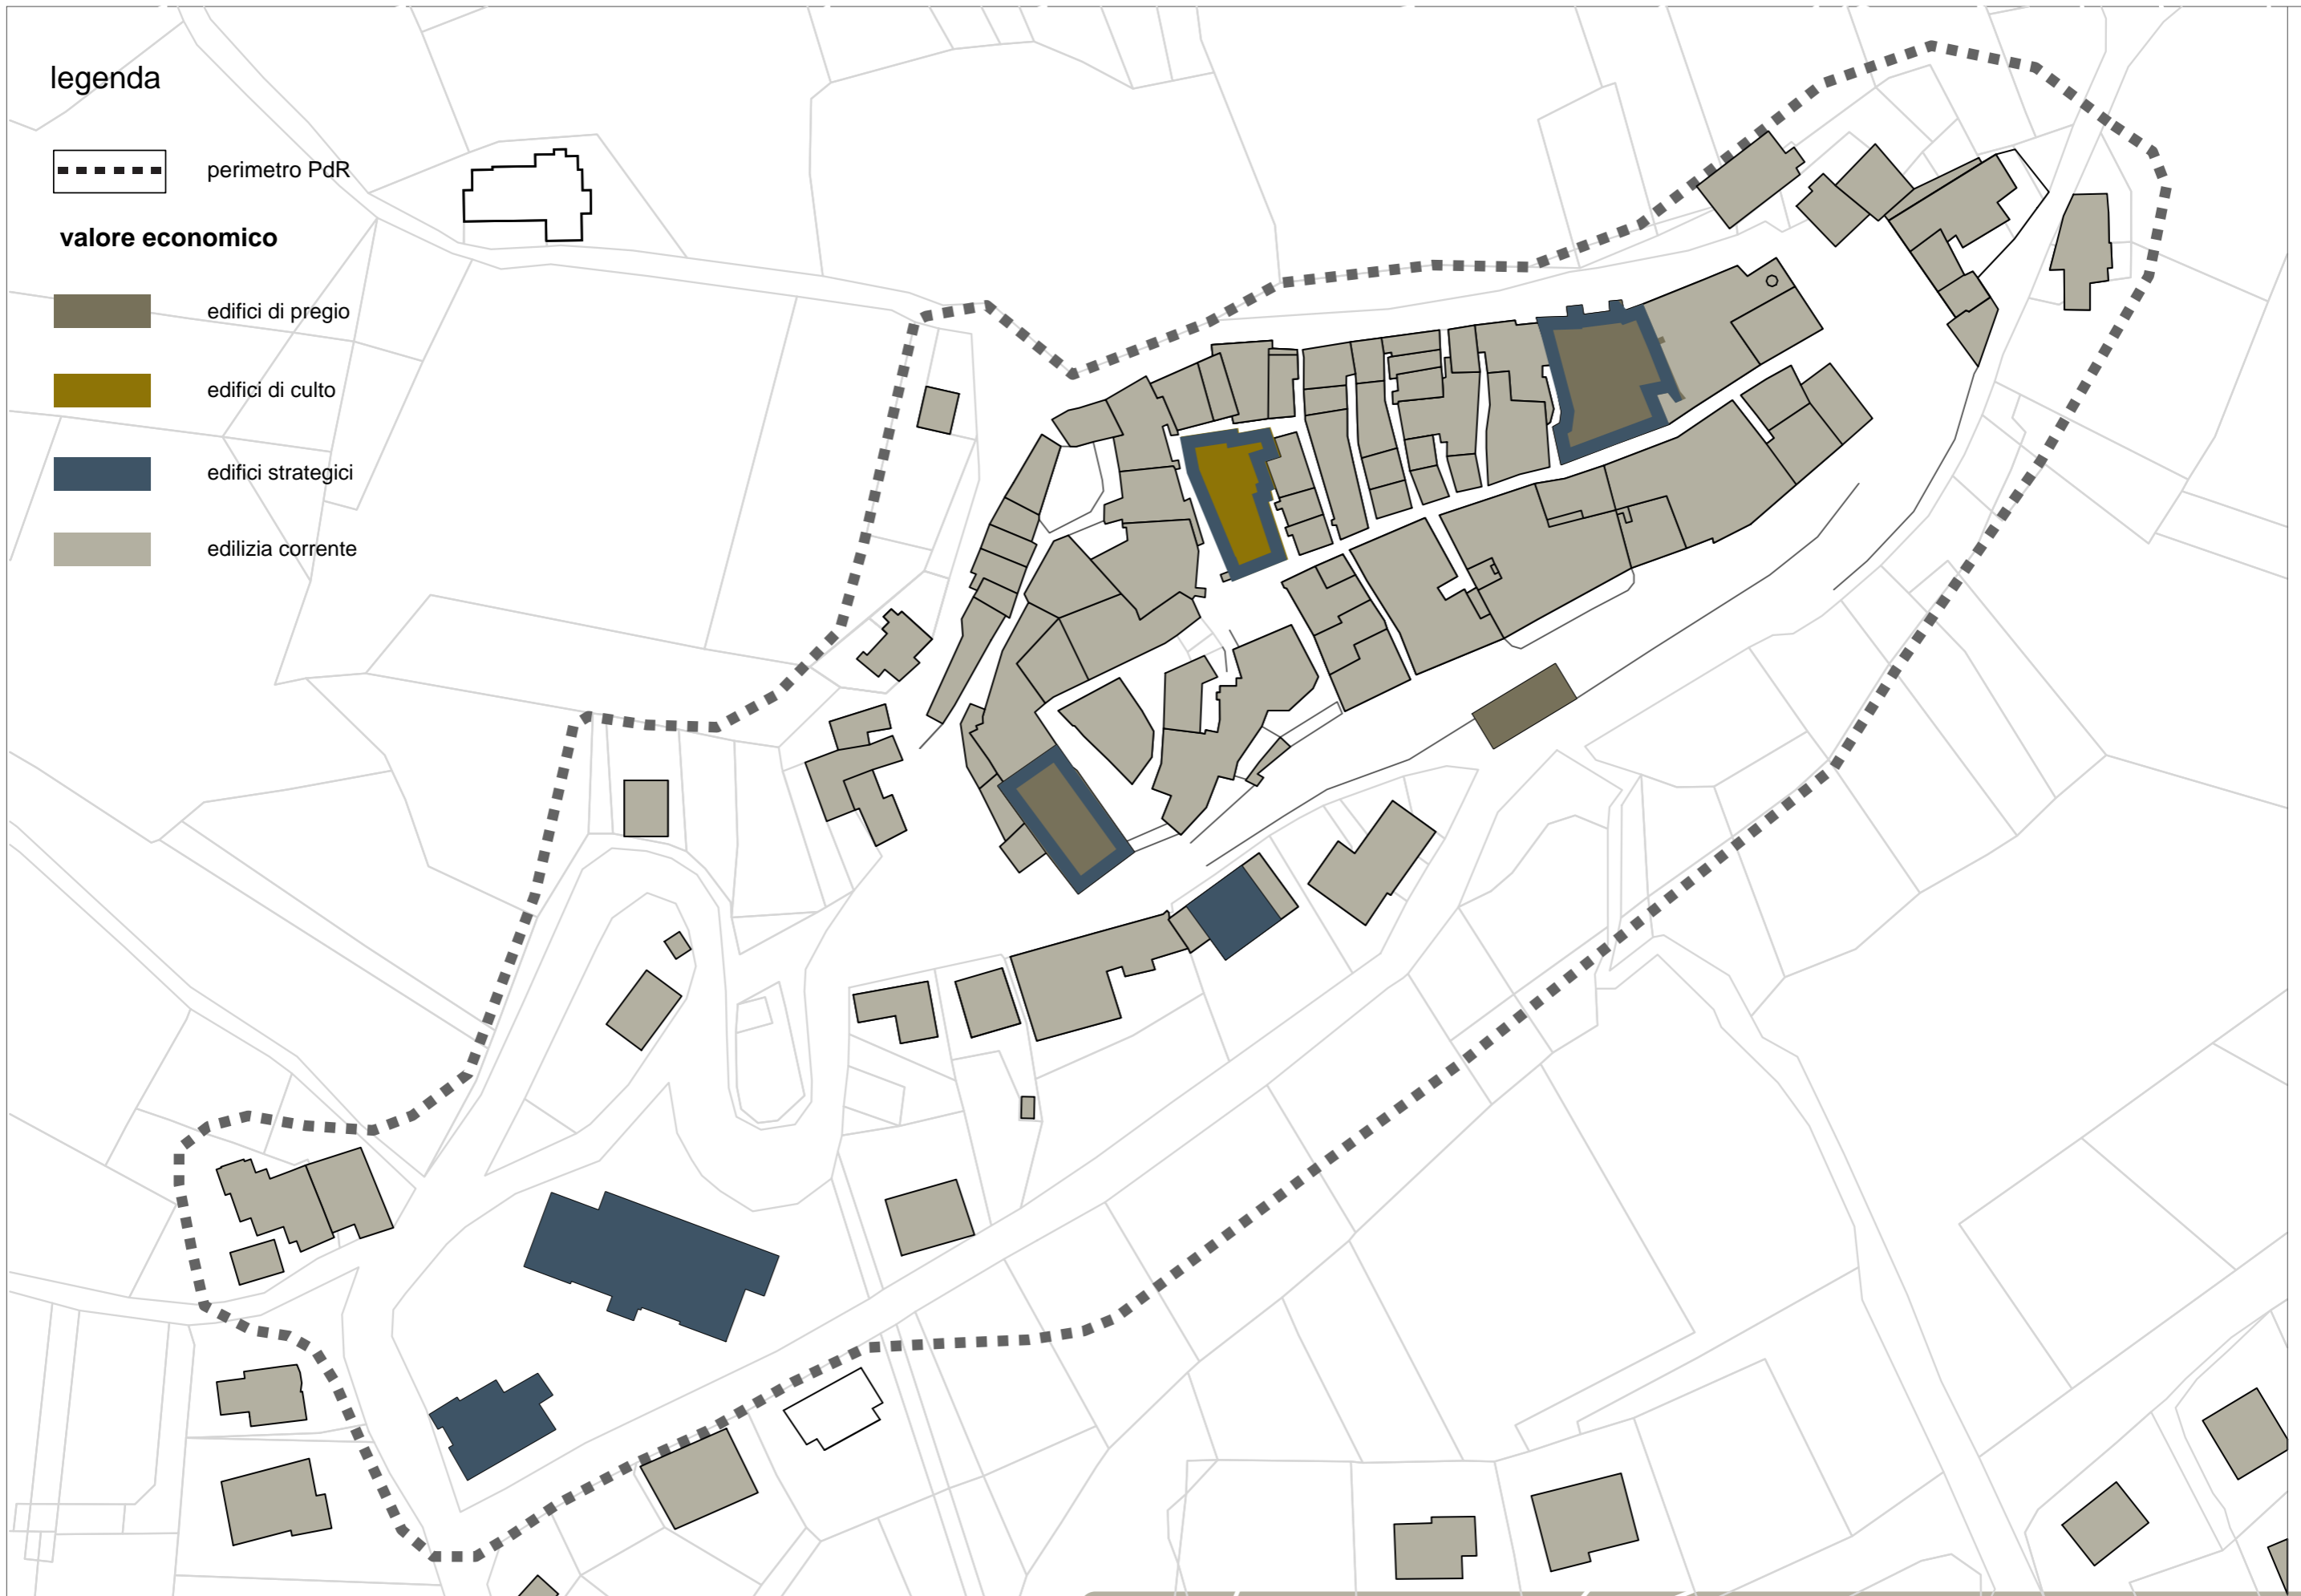 legenda
perimetro PdR
valore economico
edifici di pregio
edifici di culto
edifici strategici
edilizia corrente